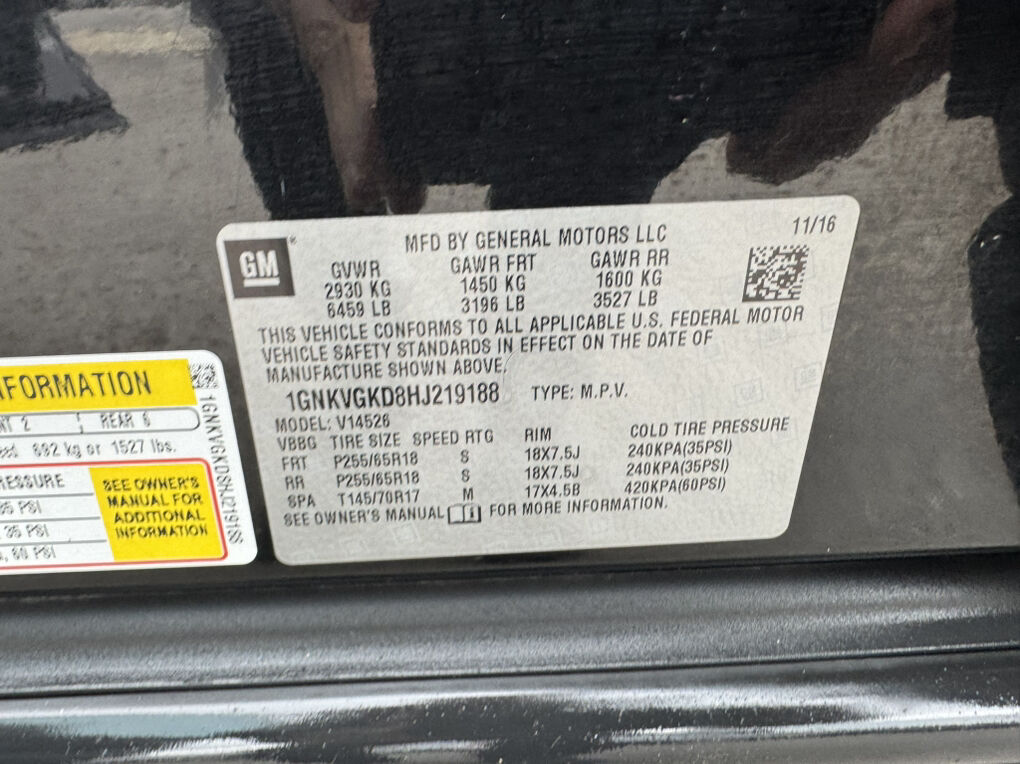 GM
MFD BY GENERAL MOTORS LLC
11/16
GVWR GAWR FRT GAWR RR
2930 KG 1450 KG 1600 KG
6459 LB 3196 LB 3527 LB
THIS VEHICLE CONFORMS TO ALL APPLICABLE U.S. FEDERAL MOTOR
VEHICLE SAFETY STANDARDS IN EFFECT ON THE DATE OF
MANUFACTURE SHOWN ABOVE.
1GNKVGKD8HJ219188 TYPE: M.P.V.
MODEL: V14526
VBBG TIRE SIZE SPEED RTG RIM COLD TIRE PRESSURE
FRT P255/65R18 S 18X7.5J 240KPA(35PSI)
RR P255/65R18 S 18X7.5J 240KPA(35PSI)
SPA T145/70R17 M 17X4.5B 420KPA(60PSI)
SEE OWNER'S MANUAL FOR MORE INFORMATION.
NFORMATION
NT 2 REAR 6
692 kg or 1527 lbs.
35 PSI
35 PSI
60 PSI
SEE OWNER'S
MANUAL FOR
ADDITIONAL
INFORMATION
1GNKVGKD8HJ219188